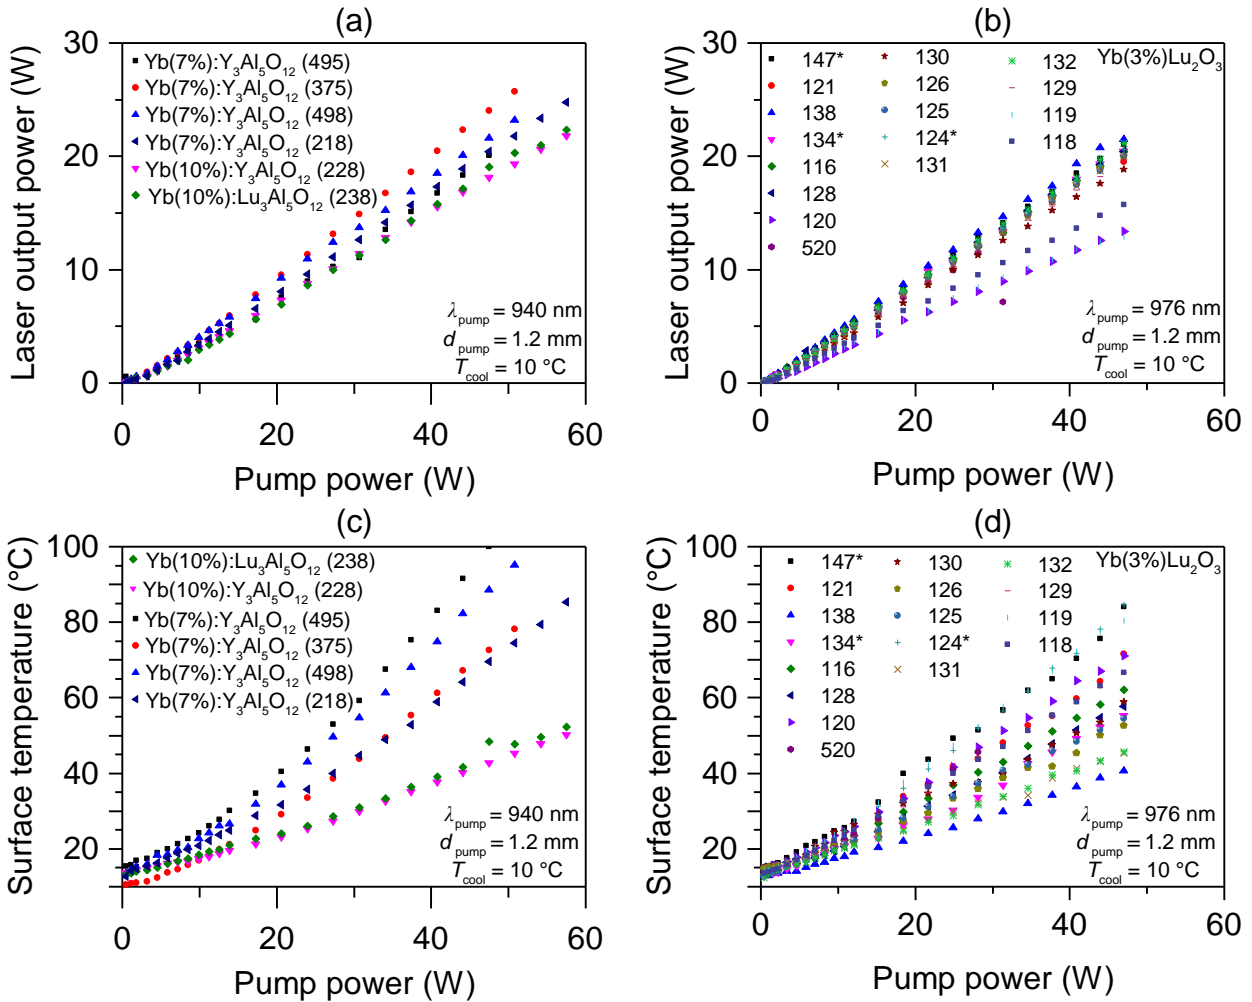 (a)
Laser output power (W)
30
20
10
0
Yb(7%):Y₃Al₅O₁₂ (495)
Yb(7%):Y₃Al₅O₁₂ (375)
Yb(7%):Y₃Al₅O₁₂ (498)
Yb(7%):Y₃Al₅O₁₂ (218)
Yb(10%):Y₃Al₅O₁₂ (228)
Yb(10%):Lu₃Al₅O₁₂ (238)
λpump = 940 nm
d pump = 1.2 mm
Tcool = 10 °C
0 20 40 60
Pump power (W)
(b)
Laser output power (W)
30
20
10
0
147*
121
138
134*
116
128
120
520
130
126
125
124*
131
132
129
119
118
Yb(3%)Lu₂O₃
λpump = 976 nm
d pump = 1.2 mm
Tcool = 10 °C
0 20 40 60
Pump power (W)
(c)
Surface temperature (°C)
100
80
60
40
20
Yb(10%):Lu₃Al₅O₁₂ (238)
Yb(10%):Y₃Al₅O₁₂ (228)
Yb(7%):Y₃Al₅O₁₂ (495)
Yb(7%):Y₃Al₅O₁₂ (375)
Yb(7%):Y₃Al₅O₁₂ (498)
Yb(7%):Y₃Al₅O₁₂ (218)
λpump = 940 nm
d pump = 1.2 mm
Tcool = 10 °C
0 20 40 60
Pump power (W)
(d)
Surface temperature (°C)
100
80
60
40
20
147*
121
138
134*
116
128
120
520
130
126
125
124*
131
132
129
119
118
Yb(3%)Lu₂O₃
λpump = 976 nm
d pump = 1.2 mm
Tcool = 10 °C
0 20 40 60
Pump power (W)